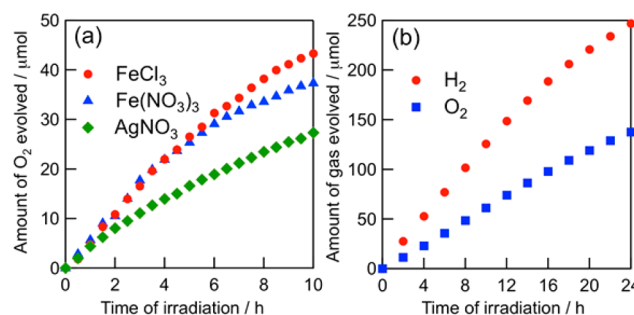 (a)
FeCl3
Fe(NO3)3
AgNO3
Amount of O2 evolved / μmol
50
40
30
20
10
0
0 2 4 6 8 10
Time of irradiation / h
(b)
H2
O2
Amount of gas evolved / μmol
250
200
150
100
50
0
0 4 8 12 16 20 24
Time of irradiation / h